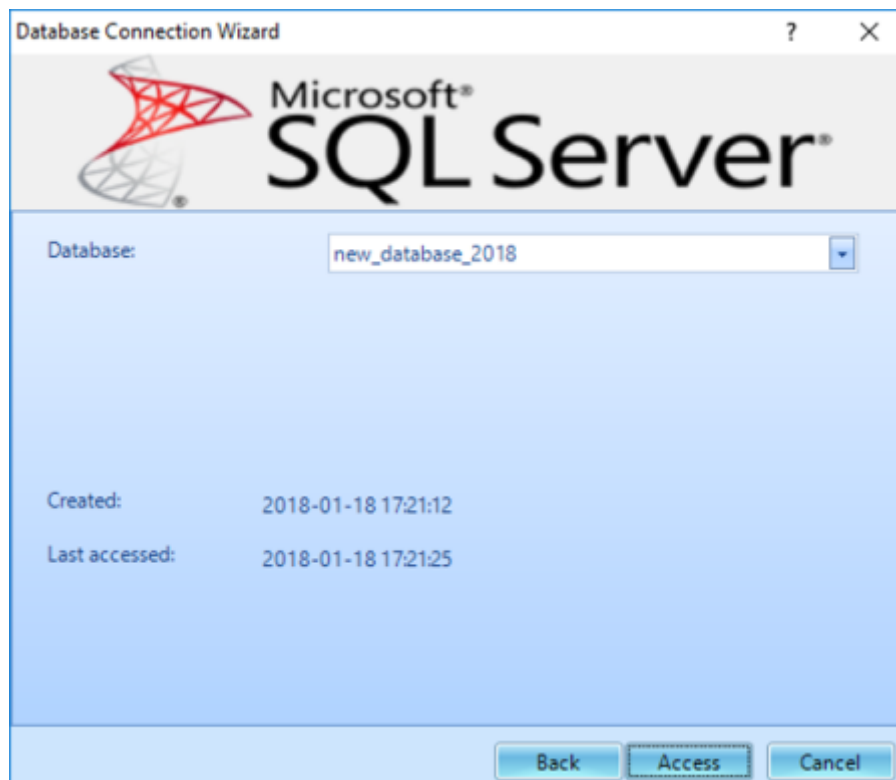 Database Connection Wizard ?
Microsoft®
SQL Server®
®
Database: new_database_2018
Created: 2018-01-18 17:21:12
Last accessed: 2018-01-18 17:21:25
Back Access Cancel